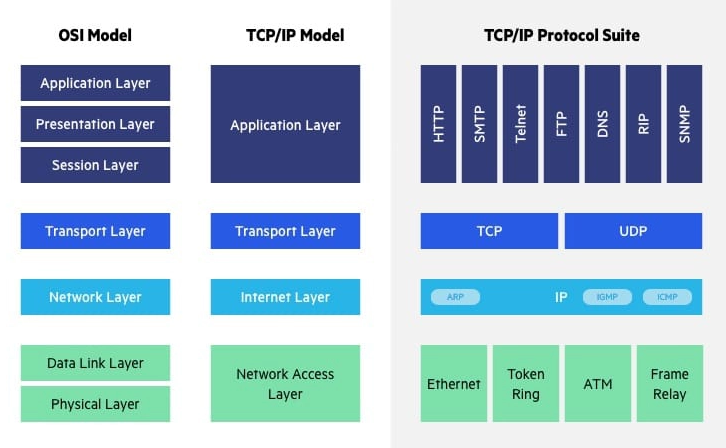 OSI Model
Application Layer
Presentation Layer
Session Layer
Transport Layer
Network Layer
Data Link Layer
Physical Layer
TCP/IP Model
Application Layer
Transport Layer
Internet Layer
Network Access
Layer
TCP/IP Protocol Suite
HTTP
SMTP
Telnet
FTP
DNS
RIP
SNMP
TCP
UDP
ARP
IP
IGMP
ICMP
Ethernet
Token
Ring
ATM
Frame
Relay